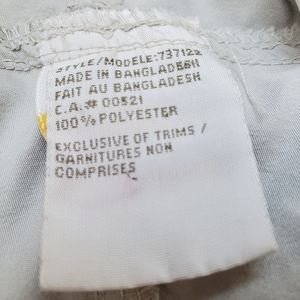 STYLE/MODELE:737122
MADE IN BANGLADESH
FAIT AU BANGLADESH
C.A.# 00521
100% POLYESTER
EXCLUSIVE OF TRIMS /
GARNITURES NON
COMPRISES